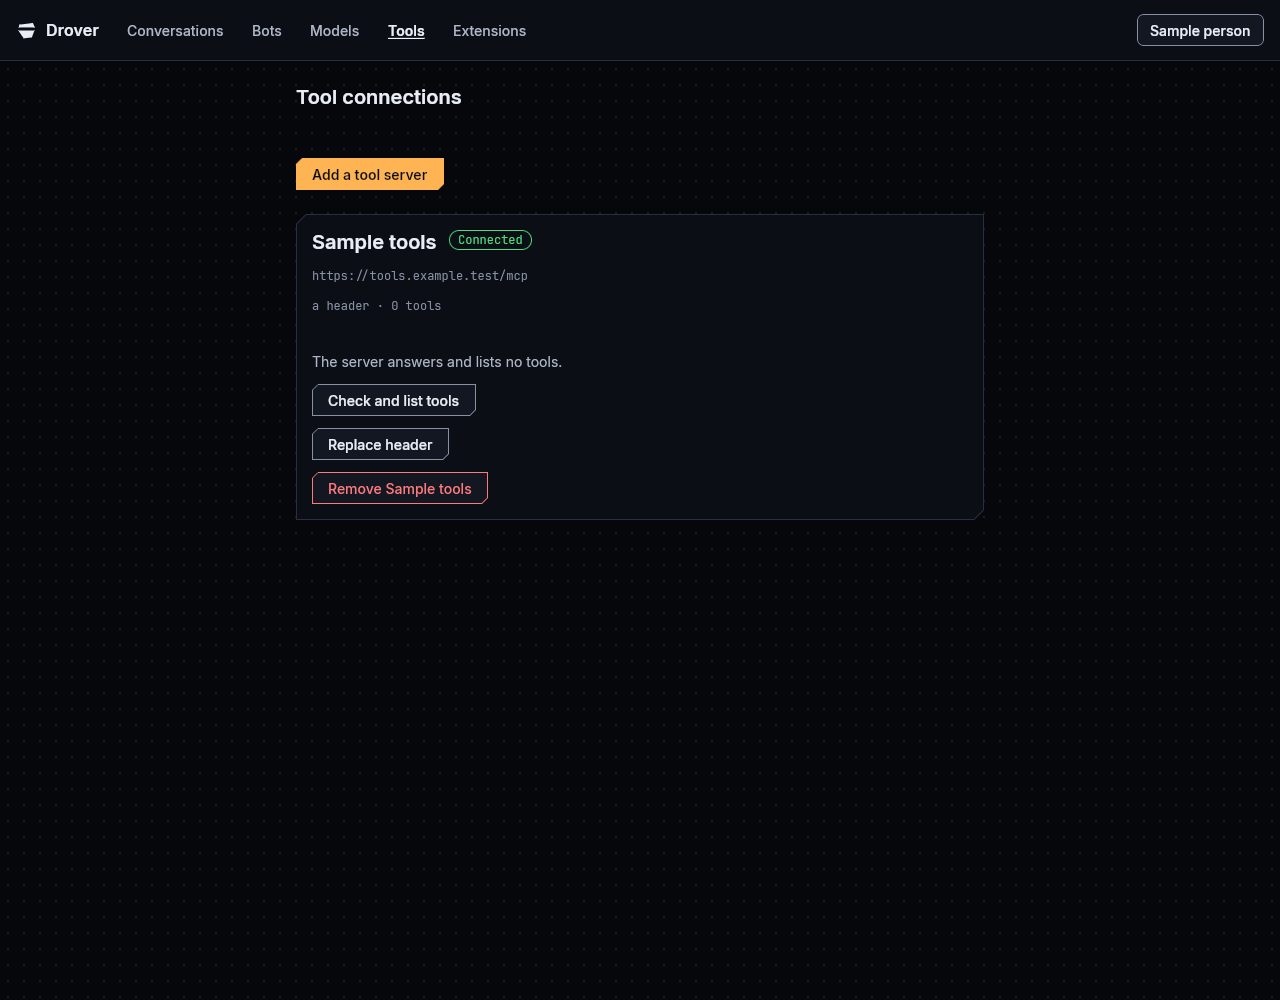 Drover
Conversations
Bots
Models
Tools
Extensions
Sample person
Tool connections
Add a tool server
Sample tools
Connected
https://tools.example.test/mcp
a header · 0 tools
The server answers and lists no tools.
Check and list tools
Replace header
Remove Sample tools